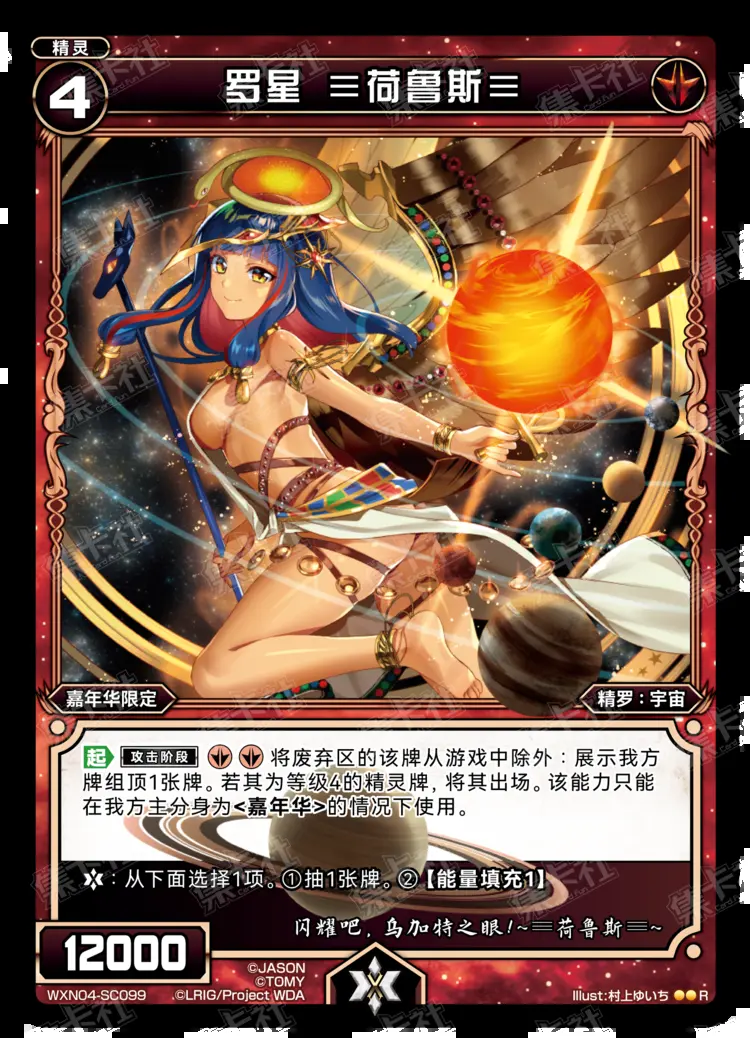 精灵
4
罗星 ≡荷鲁斯≡
嘉年华限定
精罗：宇宙
起 攻击阶段 将废弃区的该牌从游戏中除外：展示我方
牌组顶1张牌。若其为等级4的精灵牌，将其出场。该能力只能
在我方主分身为<嘉年华>的情况下使用。
：从下面选择1项。①抽1张牌。②【能量填充1】
闪耀吧，乌加特之眼！~≡荷鲁斯≡~
12000
©JASON
©TOMY
WXN04-SC099
©LRIG/Project WDA
Illust:村上ゆいち
R
集卡社